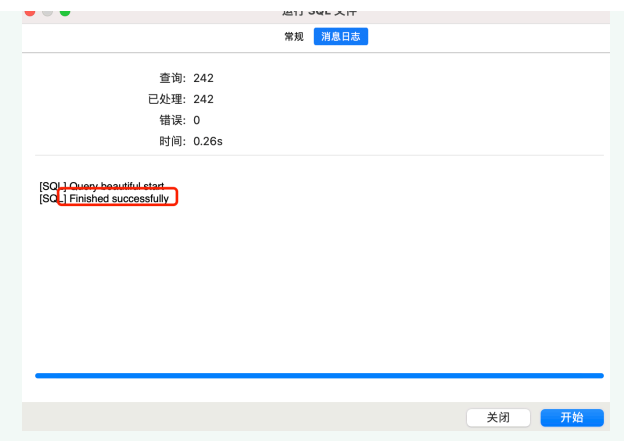 运行 SQL 文件
常规 消息日志
查询: 242
已处理: 242
错误: 0
时间: 0.26s
[SQL] Query beautiful start
[SQL] Finished successfully
关闭 开始